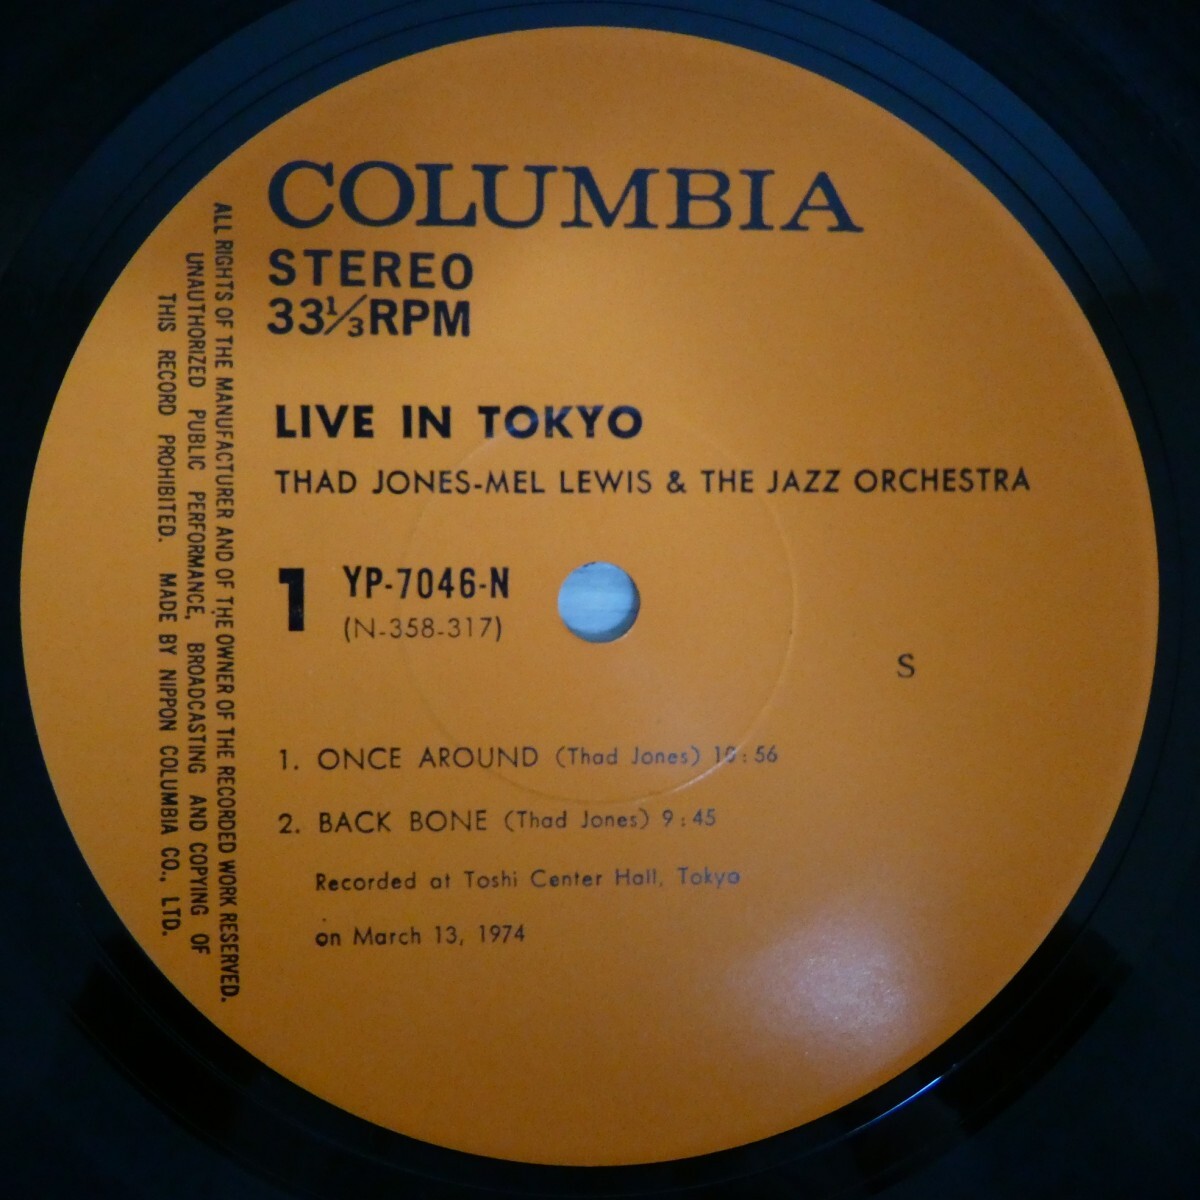 COLUMBIA
STEREO
33⅓RPM
LIVE IN TOKYO
THAD JONES-MEL LEWIS & THE JAZZ ORCHESTRA
1 YP-7046-N
(N-358-317)
S
1. ONCE AROUND (Thad Jones) 10:56
2. BACK BONE (Thad Jones) 9:45
Recorded at Toshi Center Hall, Tokyo
on March 13, 1974
ALL RIGHTS OF THE MANUFACTURER AND OF THE OWNER OF THE RECORDED WORK RESERVED.
UNAUTHORIZED PUBLIC PERFORMANCE, BROADCASTING AND COPYING OF
THIS RECORD PROHIBITED. MADE BY NIPPON COLUMBIA CO., LTD.